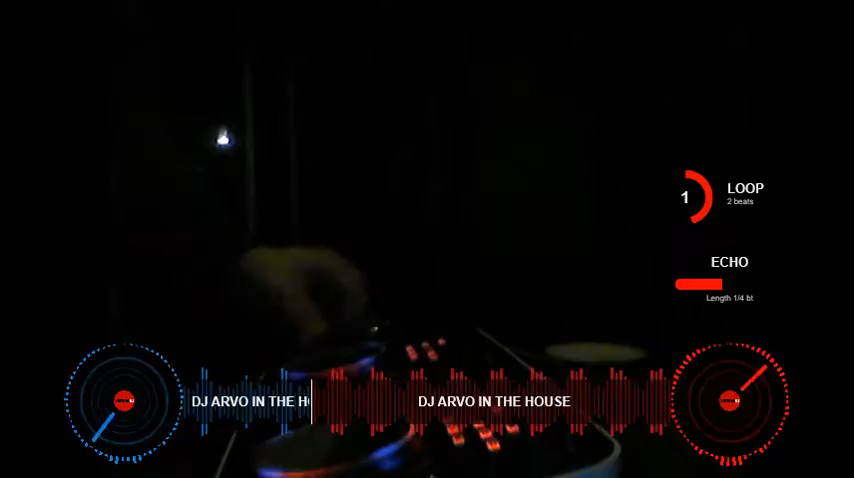 1
LOOP
2 beats
ECHO
Length 1/4 bt
DJ ARVO IN THE H
DJ ARVO IN THE HOUSE